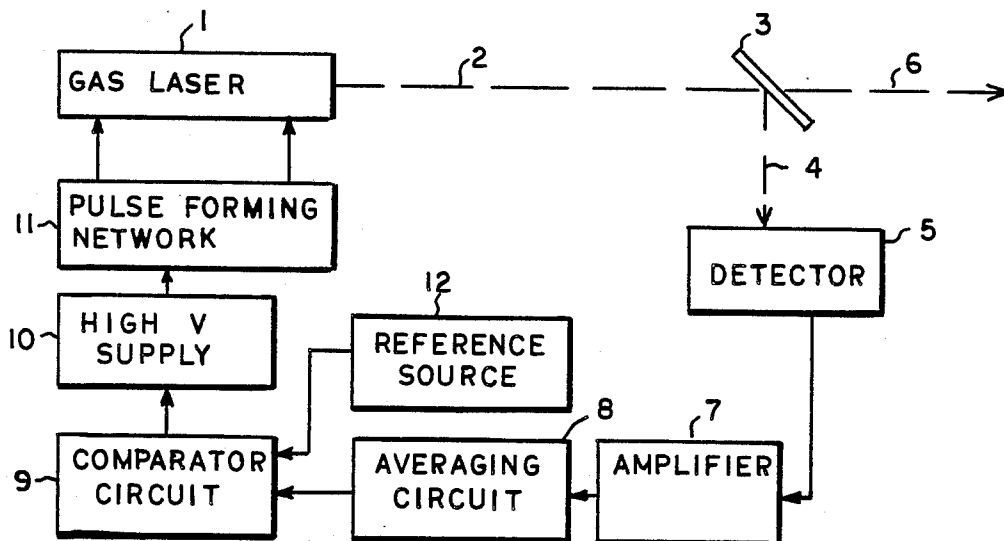 1
GAS LASER
2
3
6
4
PULSE FORMING
NETWORK
11
5
DETECTOR
12
HIGH V
SUPPLY
10
REFERENCE
SOURCE
8
7
COMPARATOR
CIRCUIT
9
AVERAGING
CIRCUIT
AMPLIFIER